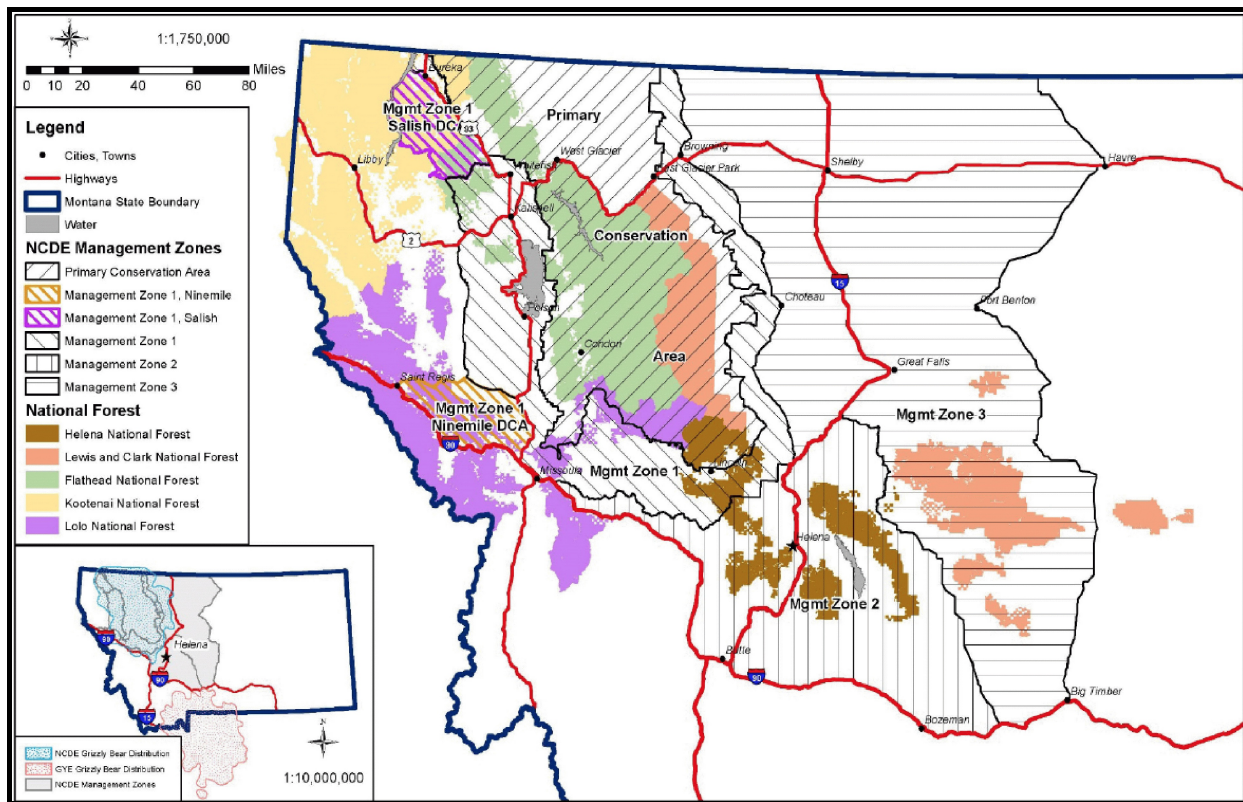 1:1,750,000
Miles
0 10 20 40 60 80
Legend
Cities, Towns
Highways
Montana State Boundary
Water
NCDE Management Zones
Primary Conservation Area
Management Zone 1, Ninemile
Management Zone 1, Salish
Management Zone 1
Management Zone 2
Management Zone 3
National Forest
Helena National Forest
Lewis and Clark National Forest
Flathead National Forest
Kootenai National Forest
Lolo National Forest
Eureka
Mgmt Zone 1
Salish DCA
93
Primary
Libby
West Glacier
Browning
East Glacier Park
Shelby
Havre
Kalispell
2
Conservation
15
Choteau
Fort Benton
Polson
Condon
Area
Great Falls
Saint Regis
Mgmt Zone 1
Ninemile DCA
90
Mgmt Zone 3
Missoula
Mgmt Zone 1
Helena
Mgmt Zone 2
Butte
90
Big Timber
Bozeman
90
Helena
90
15
N
NCDE Grizzly Bear Distribution
GYE Grizzly Bear Distribution
NCDE Management Zones
1:10,000,000